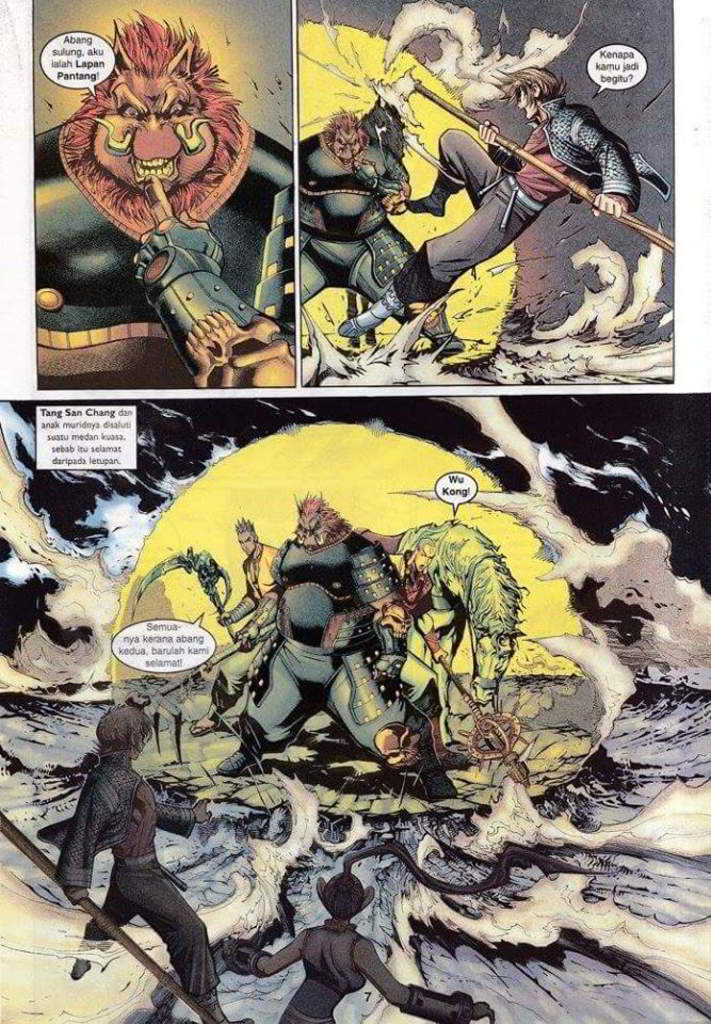 Abang
sulung, aku
ialah Lapan
Pantang!
Kenapa
kamu jadi
begitu?
Tang San Chang dan
anak muridnya disaluti
suatu medan kuasa,
sebab itu selamat
daripada letupan.
Wu
Kong!
Semua-
nya kerana abang
kedua, barulah kami
selamat!
7